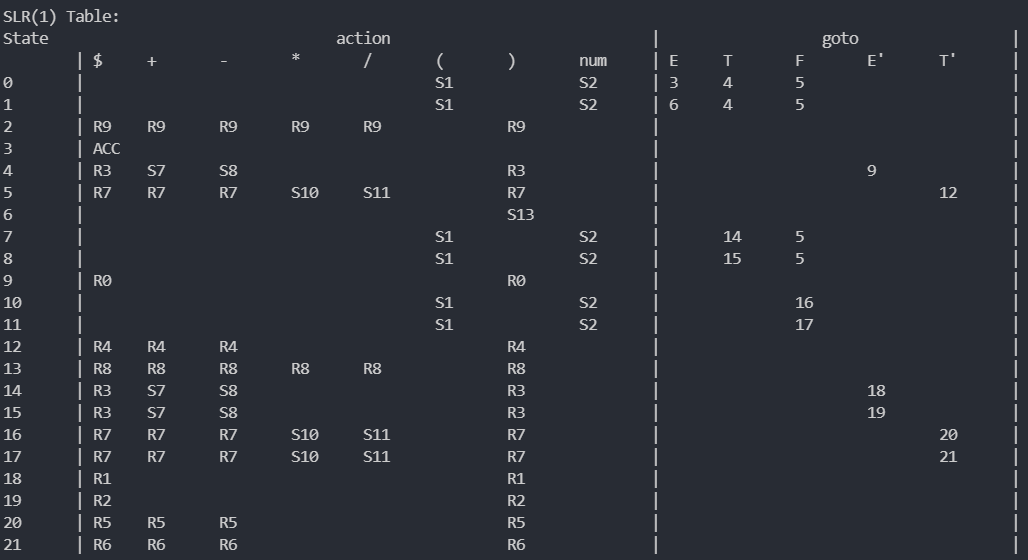 SLR(1) Table:
State                                action                             |                  goto                 |
        | $     +       -       *       /       (       )       num     | E     T       F       E'      T'      |
0       |                                       S1              S2      | 3     4       5                       |
1       |                                       S1              S2      | 6     4       5                       |
2       | R9    R9      R9      R9      R9              R9              |                                       |
3       | ACC                                                           |                                       |
4       | R3    S7      S8                              R3              |                       9               |
5       | R7    R7      R7      S10     S11             R7              |                               12      |
6       |                                               S13             |                                       |
7       |                                       S1              S2      |       14      5                       |
8       |                                       S1              S2      |       15      5                       |
9       | R0                                            R0              |                                       |
10      |                                       S1              S2      |               16                      |
11      |                                       S1              S2      |               17                      |
12      | R4    R4      R4                              R4              |                                       |
13      | R8    R8      R8      R8      R8              R8              |                                       |
14      | R3    S7      S8                              R3              |                       18              |
15      | R3    S7      S8                              R3              |                       19              |
16      | R7    R7      R7      S10     S11             R7              |                               20      |
17      | R7    R7      R7      S10     S11             R7              |                               21      |
18      | R1                                            R1              |                                       |
19      | R2                                            R2              |                                       |
20      | R5    R5      R5                              R5              |                                       |
21      | R6    R6      R6                              R6              |                                       |